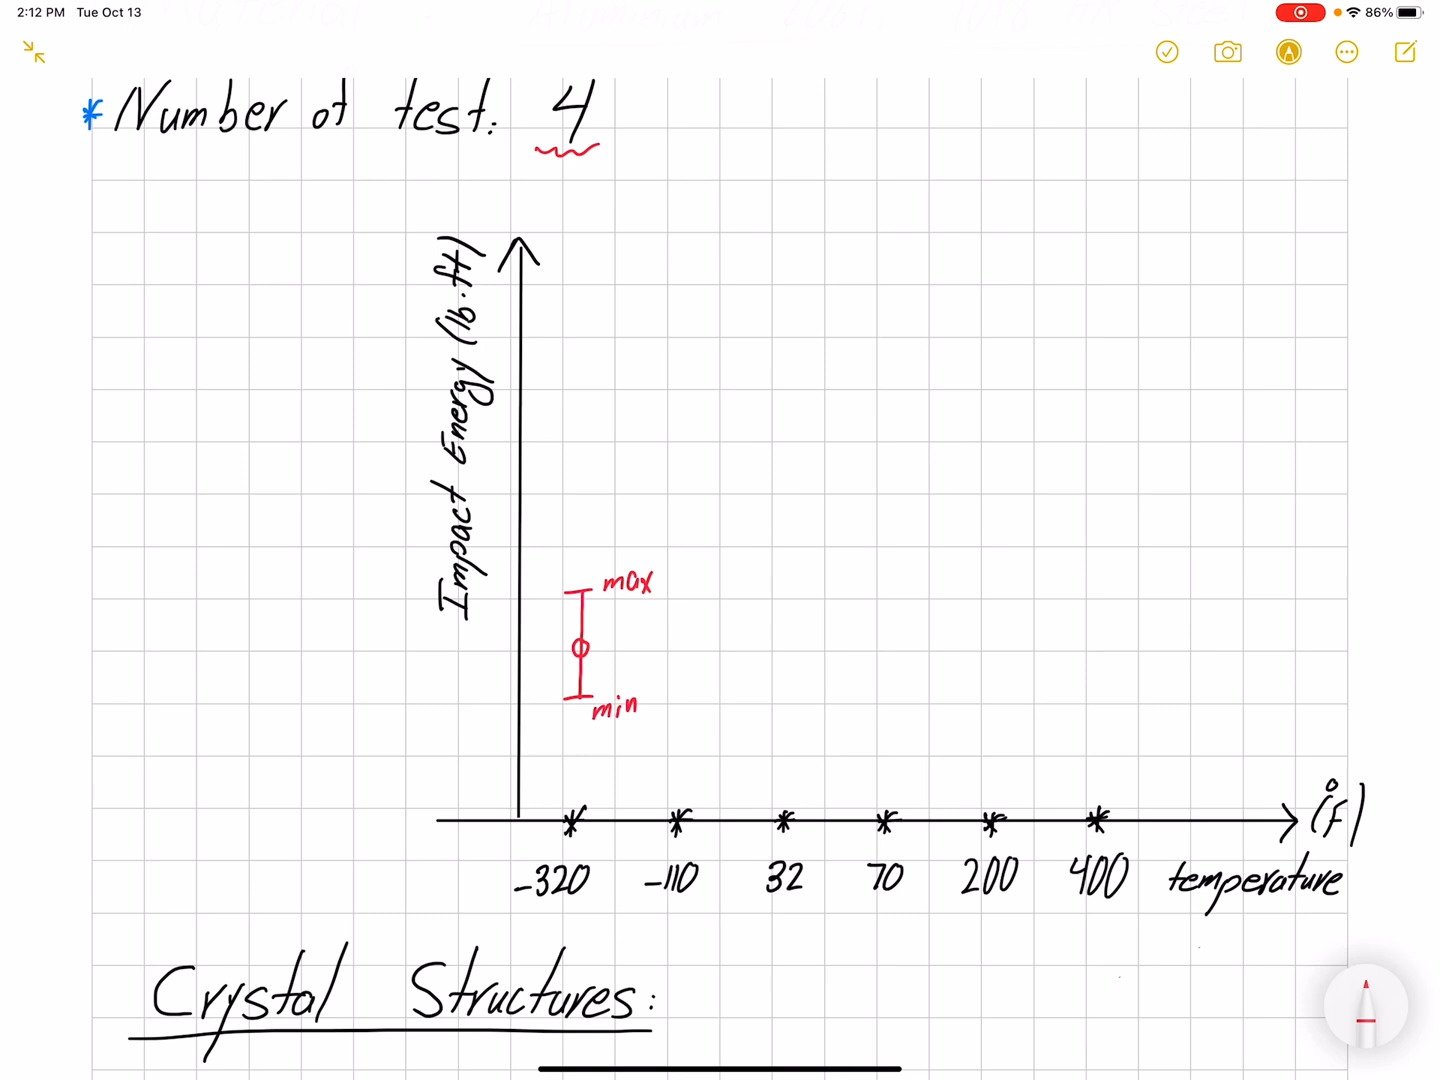 2:12 PM Tue Oct 13
86%
* Number of test: 4
Impact Energy (lb·ft)
max
min
(°F)
-320 -110 32 70 200 400 temperature
Crystal Structures: